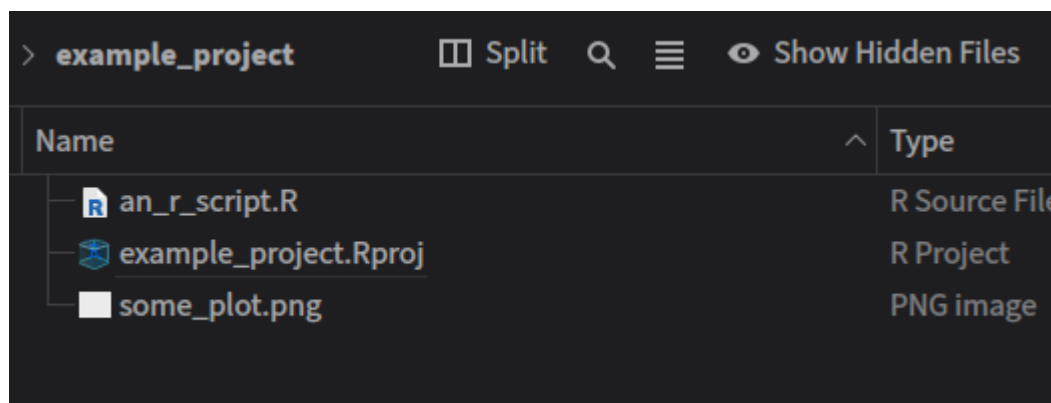 > example_project Split Show Hidden Files
Name Type
an_r_script.R R Source File
example_project.Rproj R Project
some_plot.png PNG image